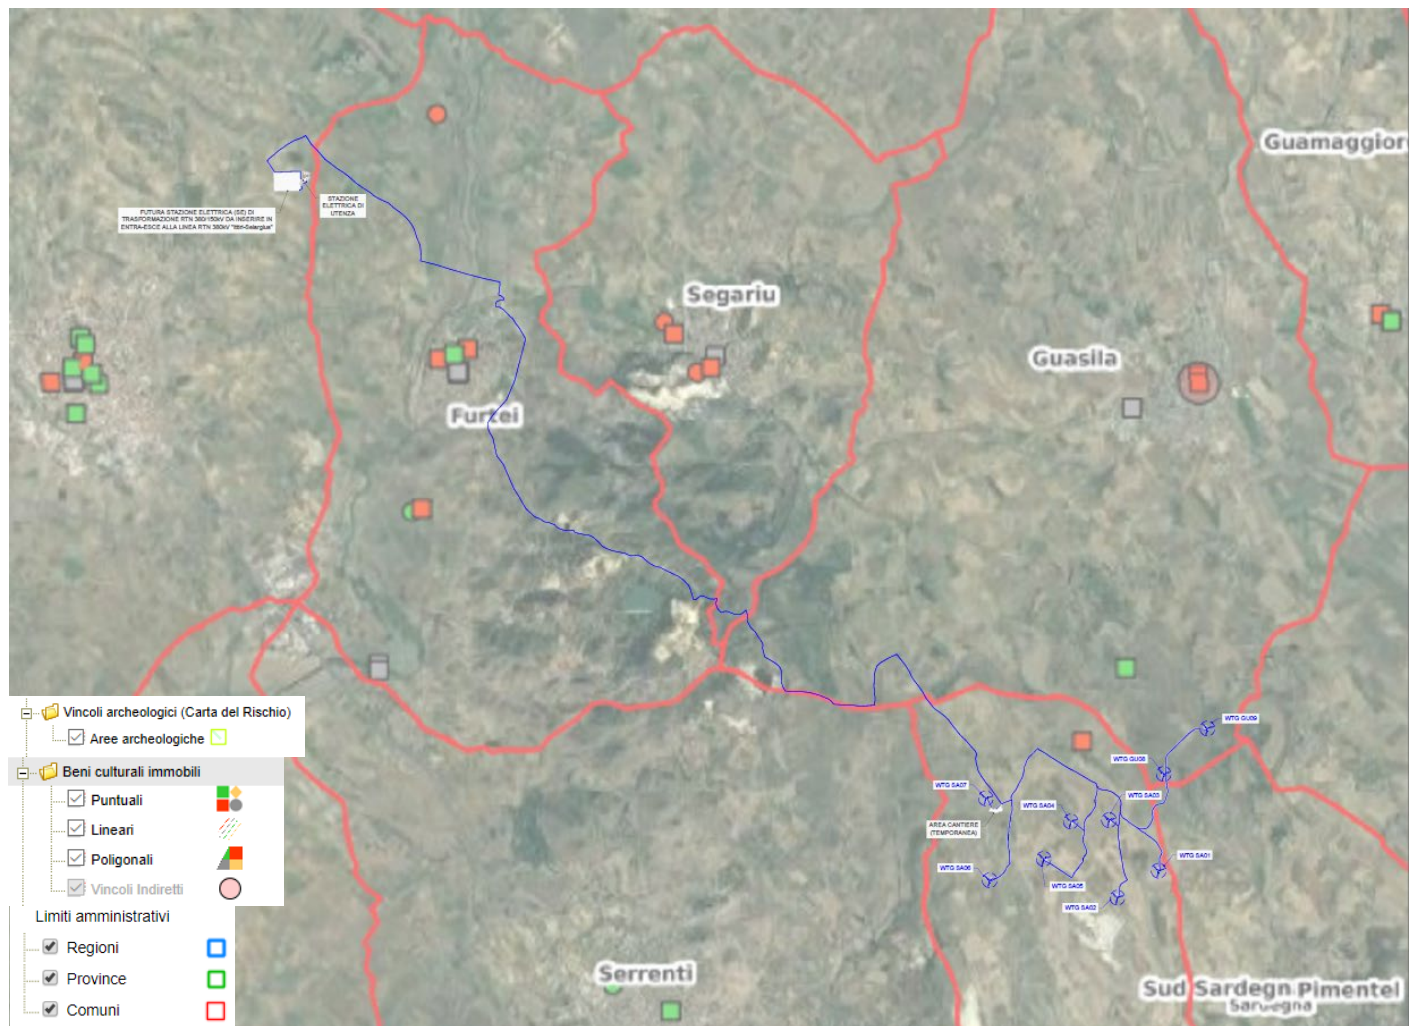 Guamaggior
STAZIONE
ELETTRICA DI
UTENZA
FUTURA STAZIONE ELETTRICA (SE) DI
TRASFORMAZIONE RTN 380/150kV DA INSERIRE IN
ENTRA-ESCE ALLA LINEA RTN 380kV "Ittiri-Selargius"
Segariu
Guasila
Furtei
Vincoli archeologici (Carta del Rischio)
Aree archeologiche
Beni culturali immobili
Puntuali
Lineari
Poligonali
Vincoli Indiretti
Limiti amministrativi
Regioni
Province
Comuni
WTG GU09
WTG GU08
WTG SA07
WTG SA03
WTG SA04
AREA CANTIERE
(TEMPORANEA)
WTG SA01
WTG SA06
WTG SA05
WTG SA02
Serrenti
Sud Sardegn
Pimentel
Sardegna